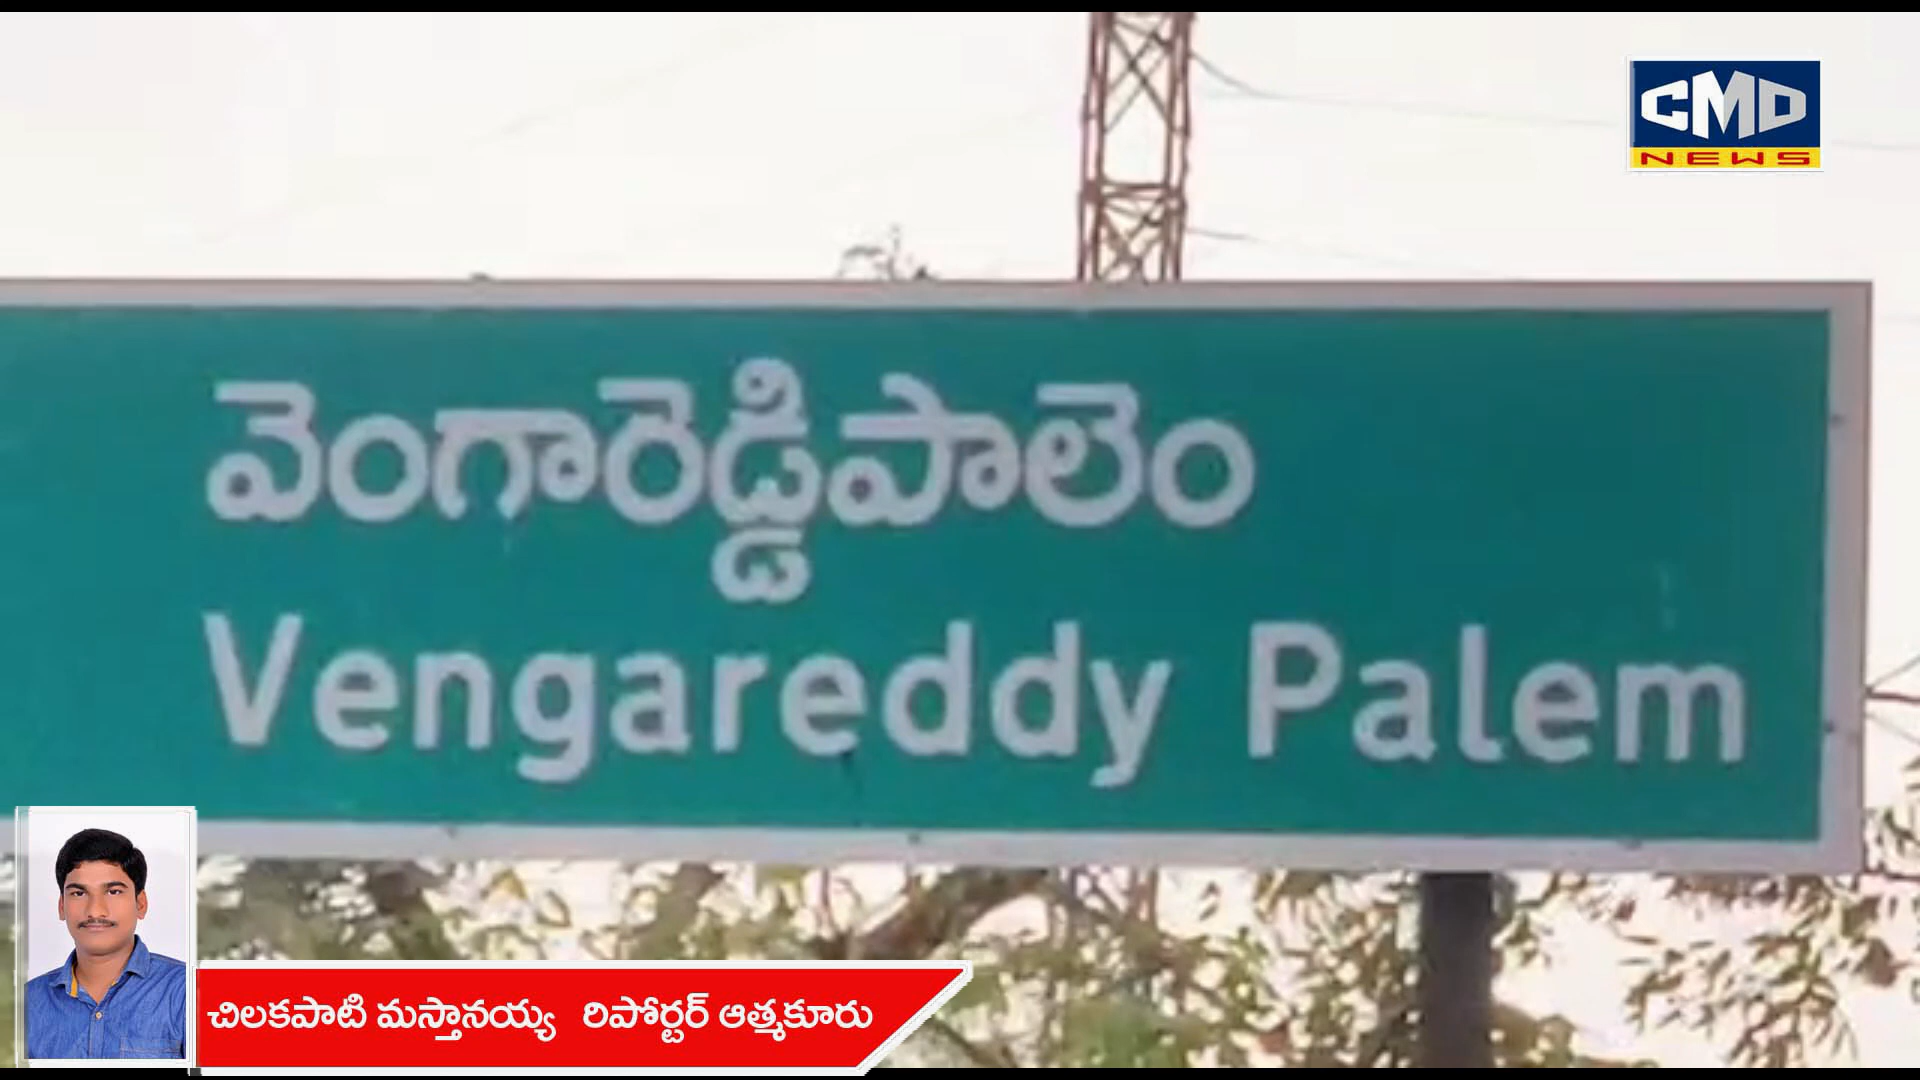 CMD
NEWS
వెంగారెడ్డిపాలెం
Vengareddy Palem
చిలకపాటి మస్తానయ్య రిపోర్టర్ ఆత్మకూరు